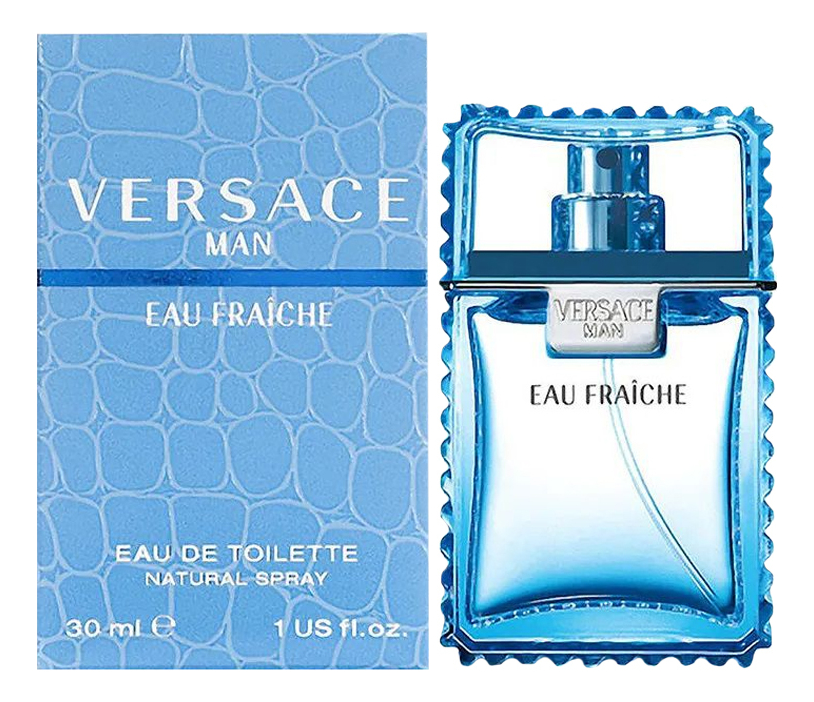 VERSACE
MAN
EAU FRAÎCHE
EAU DE TOILETTE
NATURAL SPRAY
30 ml ℮ 1 US fl.oz.
VERSACE
MAN
EAU FRAÎCHE